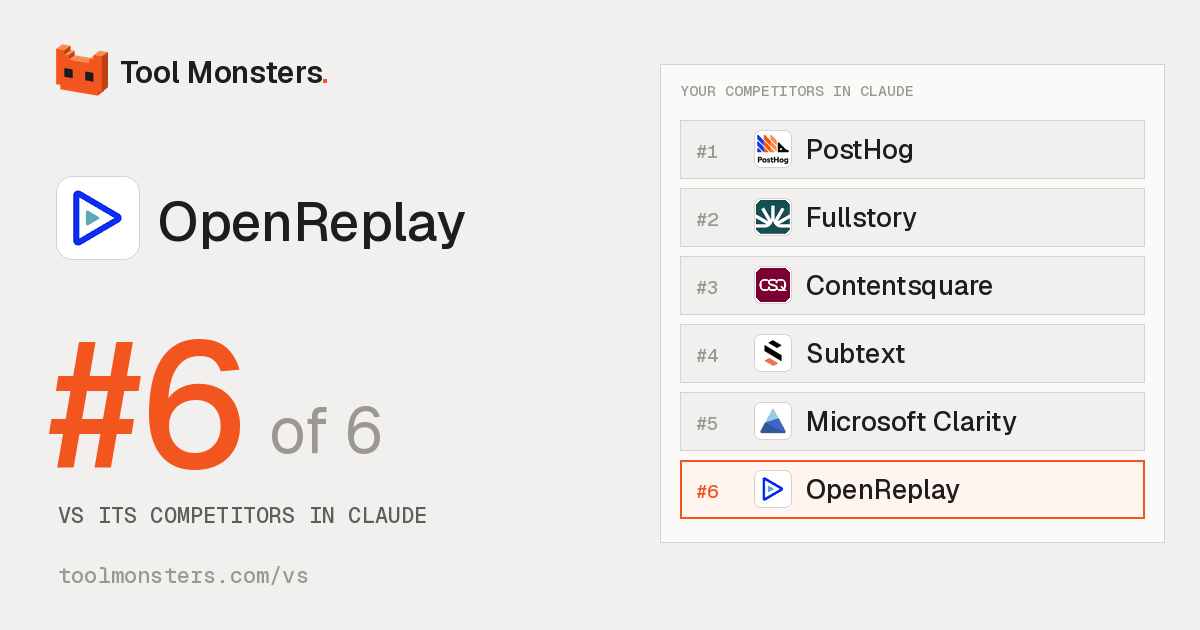 Tool Monsters.
OpenReplay
#6 of 6
VS ITS COMPETITORS IN CLAUDE
toolmonsters.com/vs
YOUR COMPETITORS IN CLAUDE
#1 PostHog PostHog
#2 Fullstory
#3 CSQ Contentsquare
#4 Subtext
#5 Microsoft Clarity
#6 OpenReplay